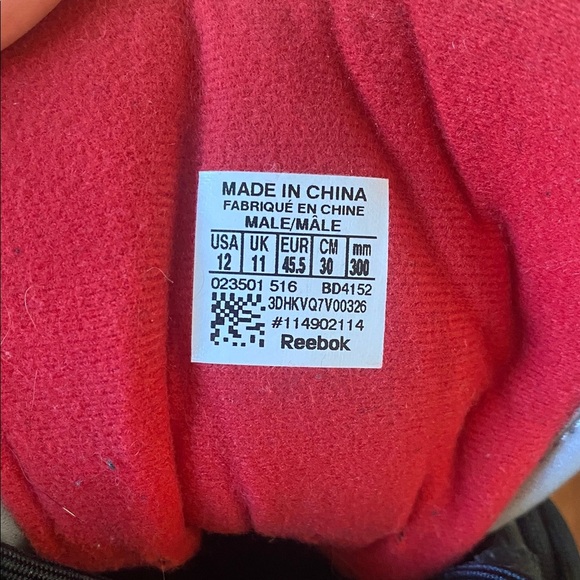 MADE IN CHINA
FABRIQUÉ EN CHINE
MALE/MÂLE
USA UK EUR CM mm
12 11 45.5 30 300
023501 516 BD4152
3DHKVQ7V00326
#114902114
Reebok